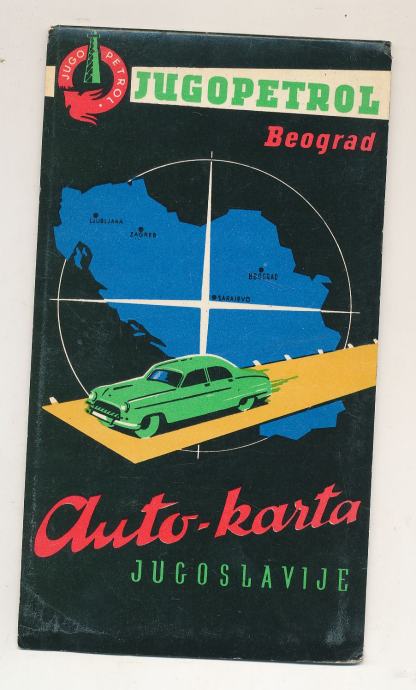 JUGO PETROL
JUGOPETROL
Beograd
LJUBLJANA
ZAGREB
BEOGRAD
SARAJEVO
Auto-karta
JUGOSLAVIJE